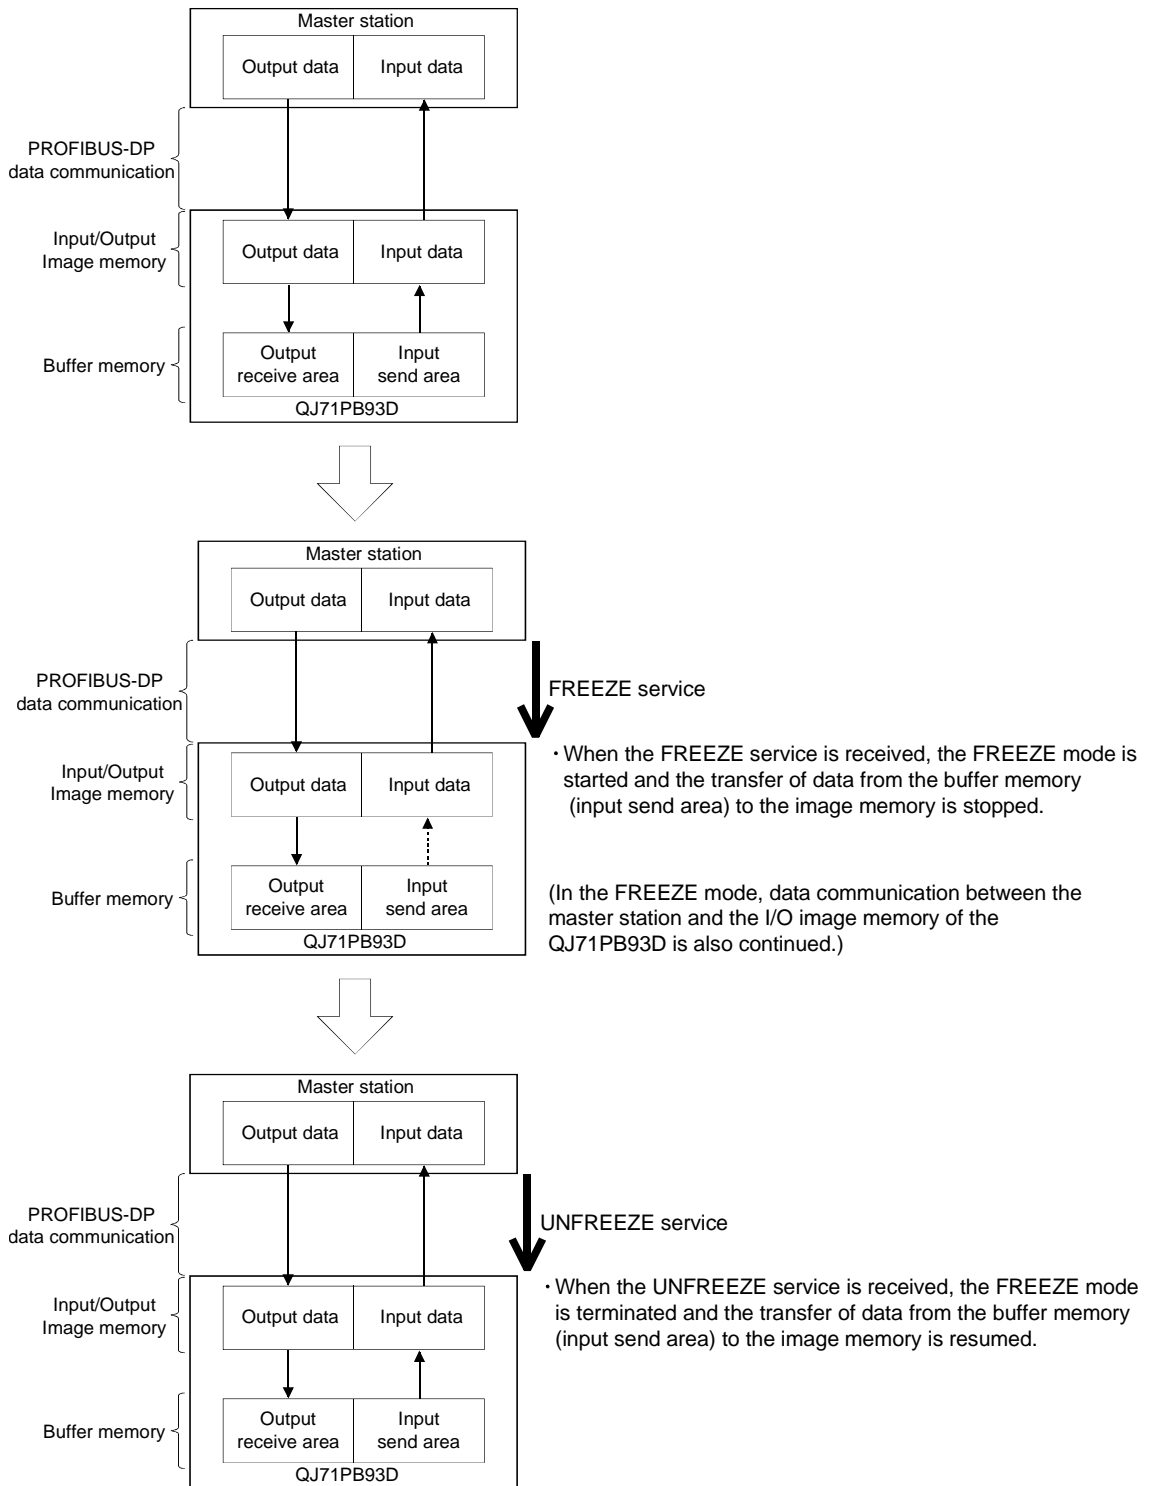 Master station
Output data
Input data
PROFIBUS-DP
data communication
Input/Output
Image memory
Output data
Input data
Buffer memory
Output
receive area
Input
send area
QJ71PB93D
Master station
Output data
Input data
PROFIBUS-DP
data communication
FREEZE service
Input/Output
Image memory
Output data
Input data
・When the FREEZE service is received, the FREEZE mode is
started and the transfer of data from the buffer memory
(input send area) to the image memory is stopped.
Buffer memory
Output
receive area
Input
send area
QJ71PB93D
(In the FREEZE mode, data communication between the
master station and the I/O image memory of the
QJ71PB93D is also continued.)
Master station
Output data
Input data
PROFIBUS-DP
data communication
UNFREEZE service
Input/Output
Image memory
Output data
Input data
・When the UNFREEZE service is received, the FREEZE mode
is terminated and the transfer of data from the buffer memory
(input send area) to the image memory is resumed.
Buffer memory
Output
receive area
Input
send area
QJ71PB93D